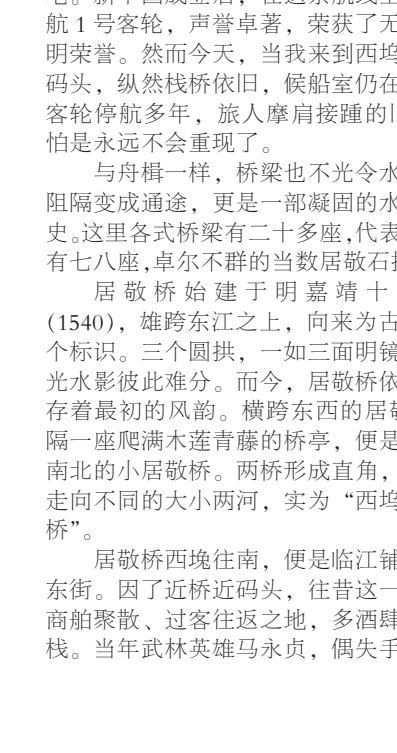 航 1 号客轮，声誉卓著，荣获了无
明荣誉。然而今天，当我来到西坞
码头，纵然栈桥依旧，候船室仍在
客轮停航多年，旅人摩肩接踵的
怕是永远不会重现了。
与舟楫一样，桥梁也不光令水
阻隔变成通途，更是一部凝固的水
史。这里各式桥梁有二十多座，代表
有七八座，卓尔不群的当数居敬石
居敬桥始建于明嘉靖十
(1540)，雄跨东江之上，向来为古
个标识。三个圆拱，一如三面明镜
光水影彼此难分。而今，居敬桥依
存着最初的风韵。横跨东西的居敬
隔一座爬满木莲青藤的桥亭，便是
南北的小居敬桥。两桥形成直角，
走向不同的大小两河，实为“西坞
桥”。
居敬桥西堍往南，便是临江铺
东街。因了近桥近码头，往昔这一
商舶聚散、过客往返之地，多酒肆
栈。当年武林英雄马永贞，偶失手